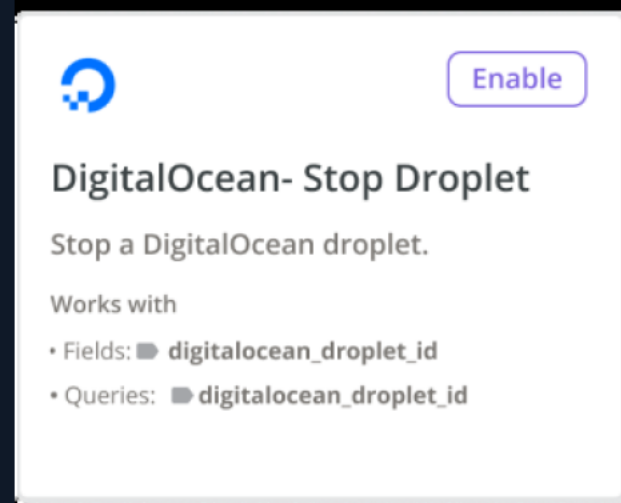 Enable
DigitalOcean- Stop Droplet
Stop a DigitalOcean droplet.
Works with
• Fields: digitalocean_droplet_id
• Queries: digitalocean_droplet_id